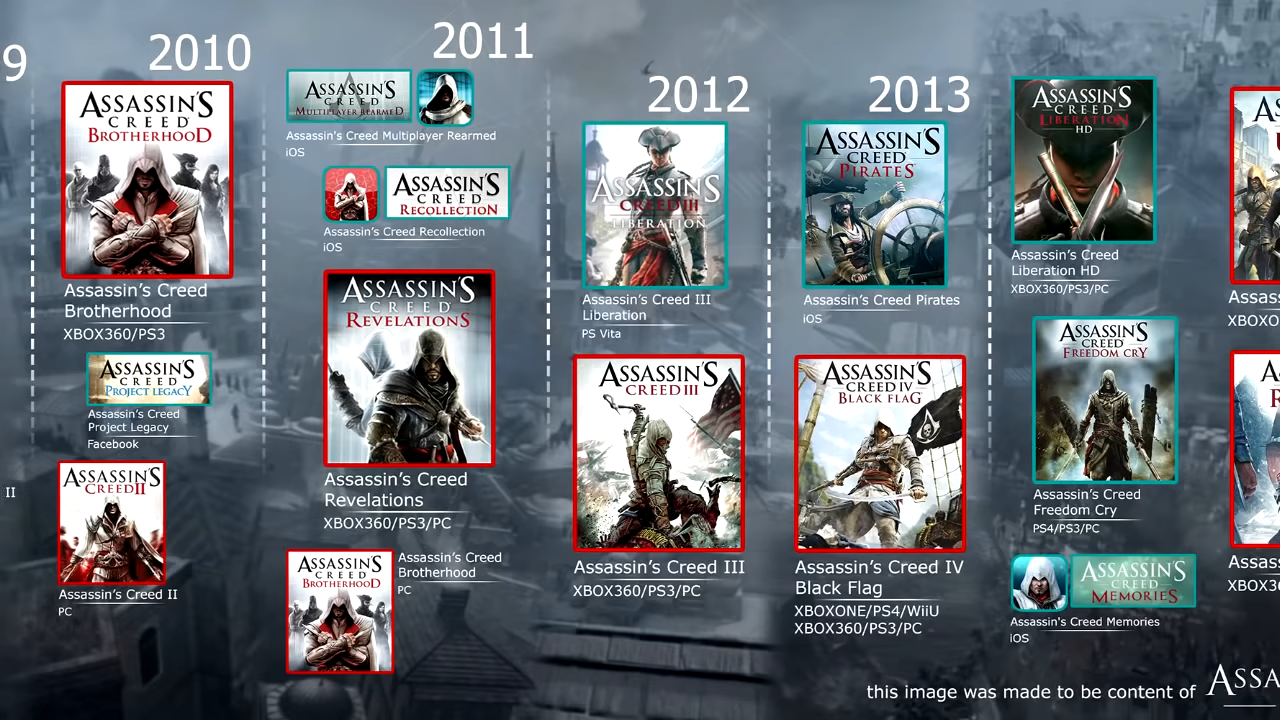 9
2010
ASSASSIN'S
CREED
BROTHERHOOD
Assassin's Creed
Brotherhood
XBOX360/PS3
ASSASSIN'S
CREED
PROJECT LEGACY
Assassin's Creed
Project Legacy
Facebook
II
ASSASSIN'S
CREED II
Assassin's Creed II
PC
2011
ASSASSIN'S
CREED
MULTIPLAYER REARMED
Assassin's Creed Multiplayer Rearmed
iOS
ASSASSIN'S
CREED
RECOLLECTION
Assassin's Creed Recollection
iOS
ASSASSIN'S
CREED
REVELATIONS
Assassin's Creed
Revelations
XBOX360/PS3/PC
ASSASSIN'S
CREED
BROTHERHOOD
Assassin's Creed
Brotherhood
PC
2012
ASSASSIN'S
CREED III
LIBERATION
Assassin's Creed III
Liberation
PS Vita
ASSASSIN'S
CREED III
Assassin's Creed III
XBOX360/PS3/PC
2013
ASSASSIN'S
CREED
PIRATES
Assassin's Creed Pirates
iOS
ASSASSIN'S
CREED IV
BLACK FLAG
Assassin's Creed IV
Black Flag
XBOXONE/PS4/WiiU
XBOX360/PS3/PC
ASSASSIN'S
CREED
LIBERATION
HD
Assassin's Creed
Liberation HD
XBOX360/PS3/PC
ASSASSIN'S
CREED
FREEDOM CRY
Assassin's Creed
Freedom Cry
PS4/PS3/PC
ASSASSIN'S
CREED
MEMORIES
Assassin's Creed Memories
iOS
Assass
XBOXO
Assass
XBOX3
this image was made to be content of ASSA